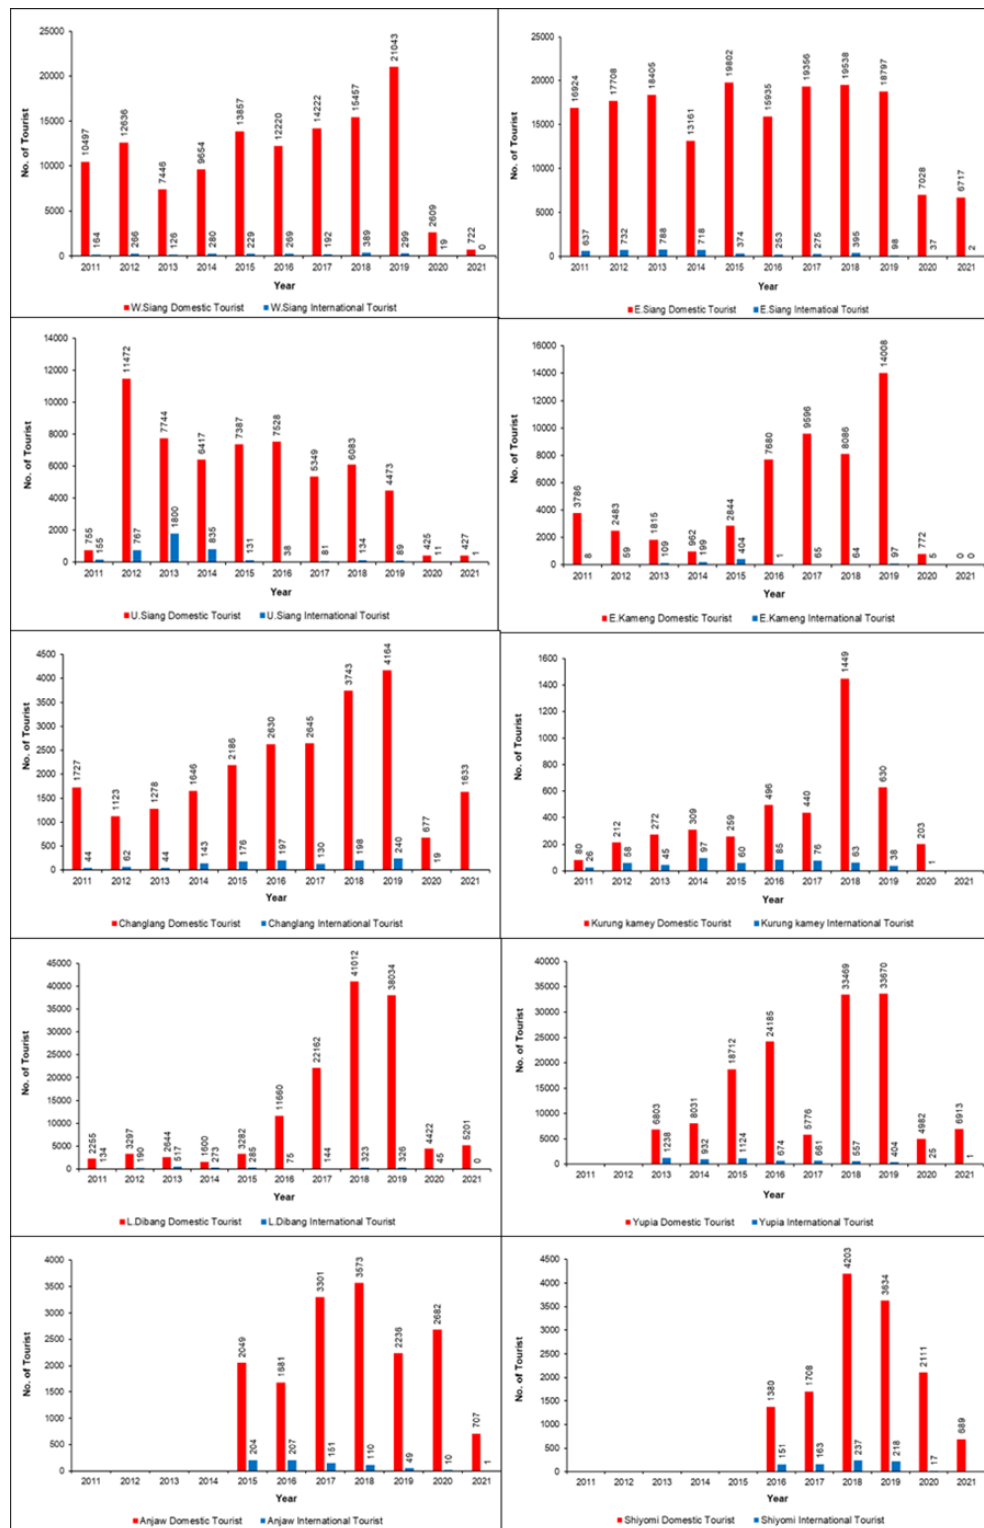 25000
20000
15000
10000
5000
0
No. of Tourist
10497 164 12636 266 7446 126 9654 280 13857 229 12220 269 14222 192 15457 389 21043 299 2609 19 722 0
2011 2012 2013 2014 2015 2016 2017 2018 2019 2020 2021
Year
W.Siang Domestic Tourist W.Siang International Tourist
25000
20000
15000
10000
5000
0
No. of Tourist
16924 637 17708 732 18405 788 13161 718 19802 374 15935 253 19356 275 19538 395 18797 98 7028 37 6717 2
2011 2012 2013 2014 2015 2016 2017 2018 2019 2020 2021
Year
E.Siang Domestic Tourist E.Siang Internatioal Tourist
14000
12000
10000
8000
6000
4000
2000
0
No. of Tourist
755 155 11472 767 7744 1800 6417 835 7387 131 7528 38 5349 81 6083 134 4473 89 425 11 427 1
2011 2012 2013 2014 2015 2016 2017 2018 2019 2020 2021
Year
U.Siang Domestic Tourist U.Siang International Tourist
16000
14000
12000
10000
8000
6000
4000
2000
0
No. of Tourist
3786 8 2483 59 1815 109 962 199 2844 404 7680 1 9596 65 8086 64 14008 97 772 5 0 0
2011 2012 2013 2014 2015 2016 2017 2018 2019 2020 2021
Year
E.Kameng Domestic Tourist E.Kameng International Tourist
4500
4000
3500
3000
2500
2000
1500
1000
500
0
No. of Tourist
1727 44 1123 62 1278 44 1646 143 2186 176 2630 197 2645 130 3743 198 4164 240 677 19 1633
2011 2012 2013 2014 2015 2016 2017 2018 2019 2020 2021
Year
Changlang Domestic Tourist Changlang International Tourist
1600
1400
1200
1000
800
600
400
200
0
No. of Tourist
80 26 212 58 272 45 309 97 259 60 496 85 440 76 1449 63 630 38 203 1
2011 2012 2013 2014 2015 2016 2017 2018 2019 2020 2021
Year
Kurung kamey Domestic Tourist Kurung kamey International Tourist
45000
40000
35000
30000
25000
20000
15000
10000
5000
0
No. of Tourist
2255 134 3297 190 2644 517 1600 273 3282 285 11660 75 22162 144 41012 323 38034 326 4422 45 5201 0
2011 2012 2013 2014 2015 2016 2017 2018 2019 2020 2021
Year
L.Dibang Domestic Tourist L.Dibang International Tourist
40000
35000
30000
25000
20000
15000
10000
5000
0
No. of Tourist
6803 1238 8031 932 18712 1124 24185 674 5776 661 33469 557 33670 404 4982 25 6913 1
2011 2012 2013 2014 2015 2016 2017 2018 2019 2020 2021
Year
Yupia Domestic Tourist Yupia International Tourist
4000
3500
3000
2500
2000
1500
1000
500
0
No. of Tourist
2049 204 1681 207 3301 151 3573 110 2236 49 2682 10 707 1
2011 2012 2013 2014 2015 2016 2017 2018 2019 2020 2021
Year
Anjaw Domestic Tourist Anjaw International Tourist
4500
4000
3500
3000
2500
2000
1500
1000
500
0
No. of Tourist
1380 151 1708 163 4203 237 3634 218 2111 17 689
2011 2012 2013 2014 2015 2016 2017 2018 2019 2020 2021
Year
Shiyomi Domestic Tourist Shiyomi International Tourist